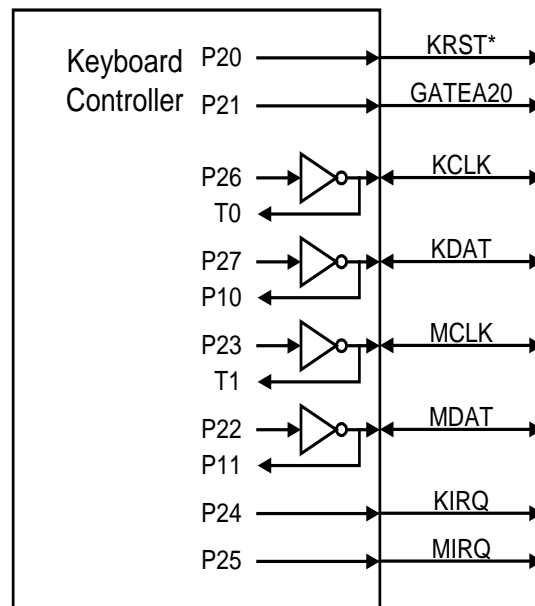 Keyboard
Controller
P20 KRST*
P21 GATEA20
P26 KCLK
T0
P27 KDAT
P10
P23 MCLK
T1
P22 MDAT
P11
P24 KIRQ
P25 MIRQ